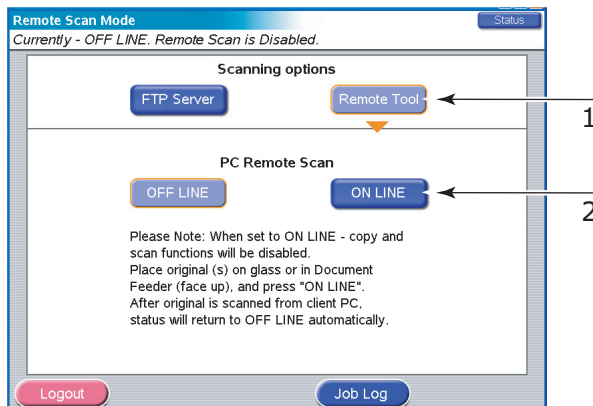 Remote Scan Mode
Status
Currently - OFF LINE. Remote Scan is Disabled.
Scanning options
FTP Server
Remote Tool
1
PC Remote Scan
OFF LINE
ON LINE
2
Please Note: When set to ON LINE - copy and
scan functions will be disabled.
Place original (s) on glass or in Document
Feeder (face up), and press "ON LINE".
After original is scanned from client PC,
status will return to OFF LINE automatically.
Logout
Job Log